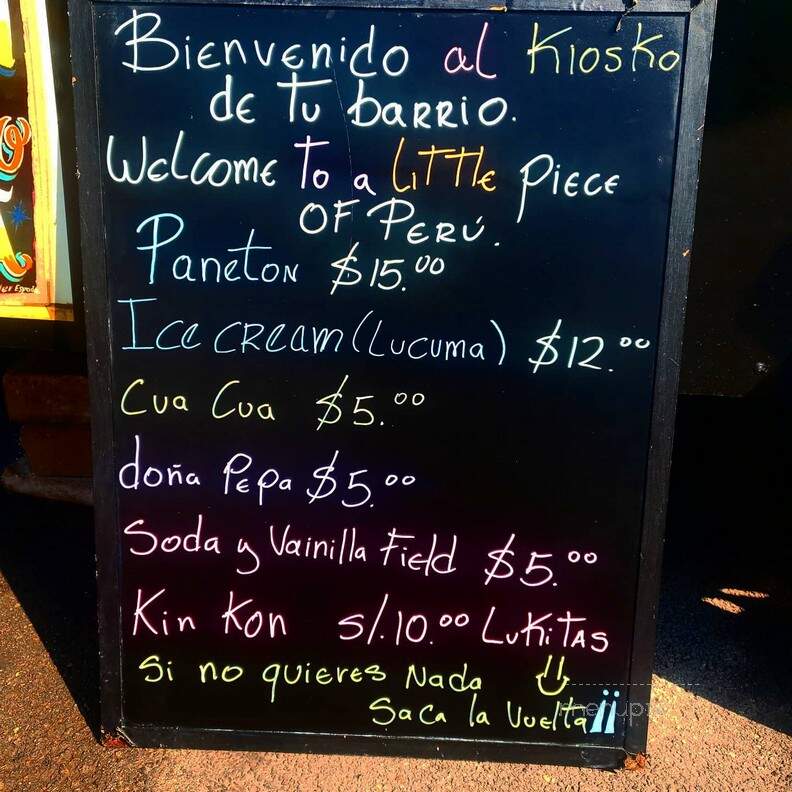 Bienvenido al Kiosko
de tu barrio.
Welcome to a little piece
of Perú.
Paneton $15.00
Ice cream (Lucuma) $12.00
Cua Cua $5.00
doña Pepa $5.00
Soda y Vainilla Field $5.00
Kin Kon s/.10.00 Lukitas
Si no quieres Nada
Saca la Vuelta ¡¡